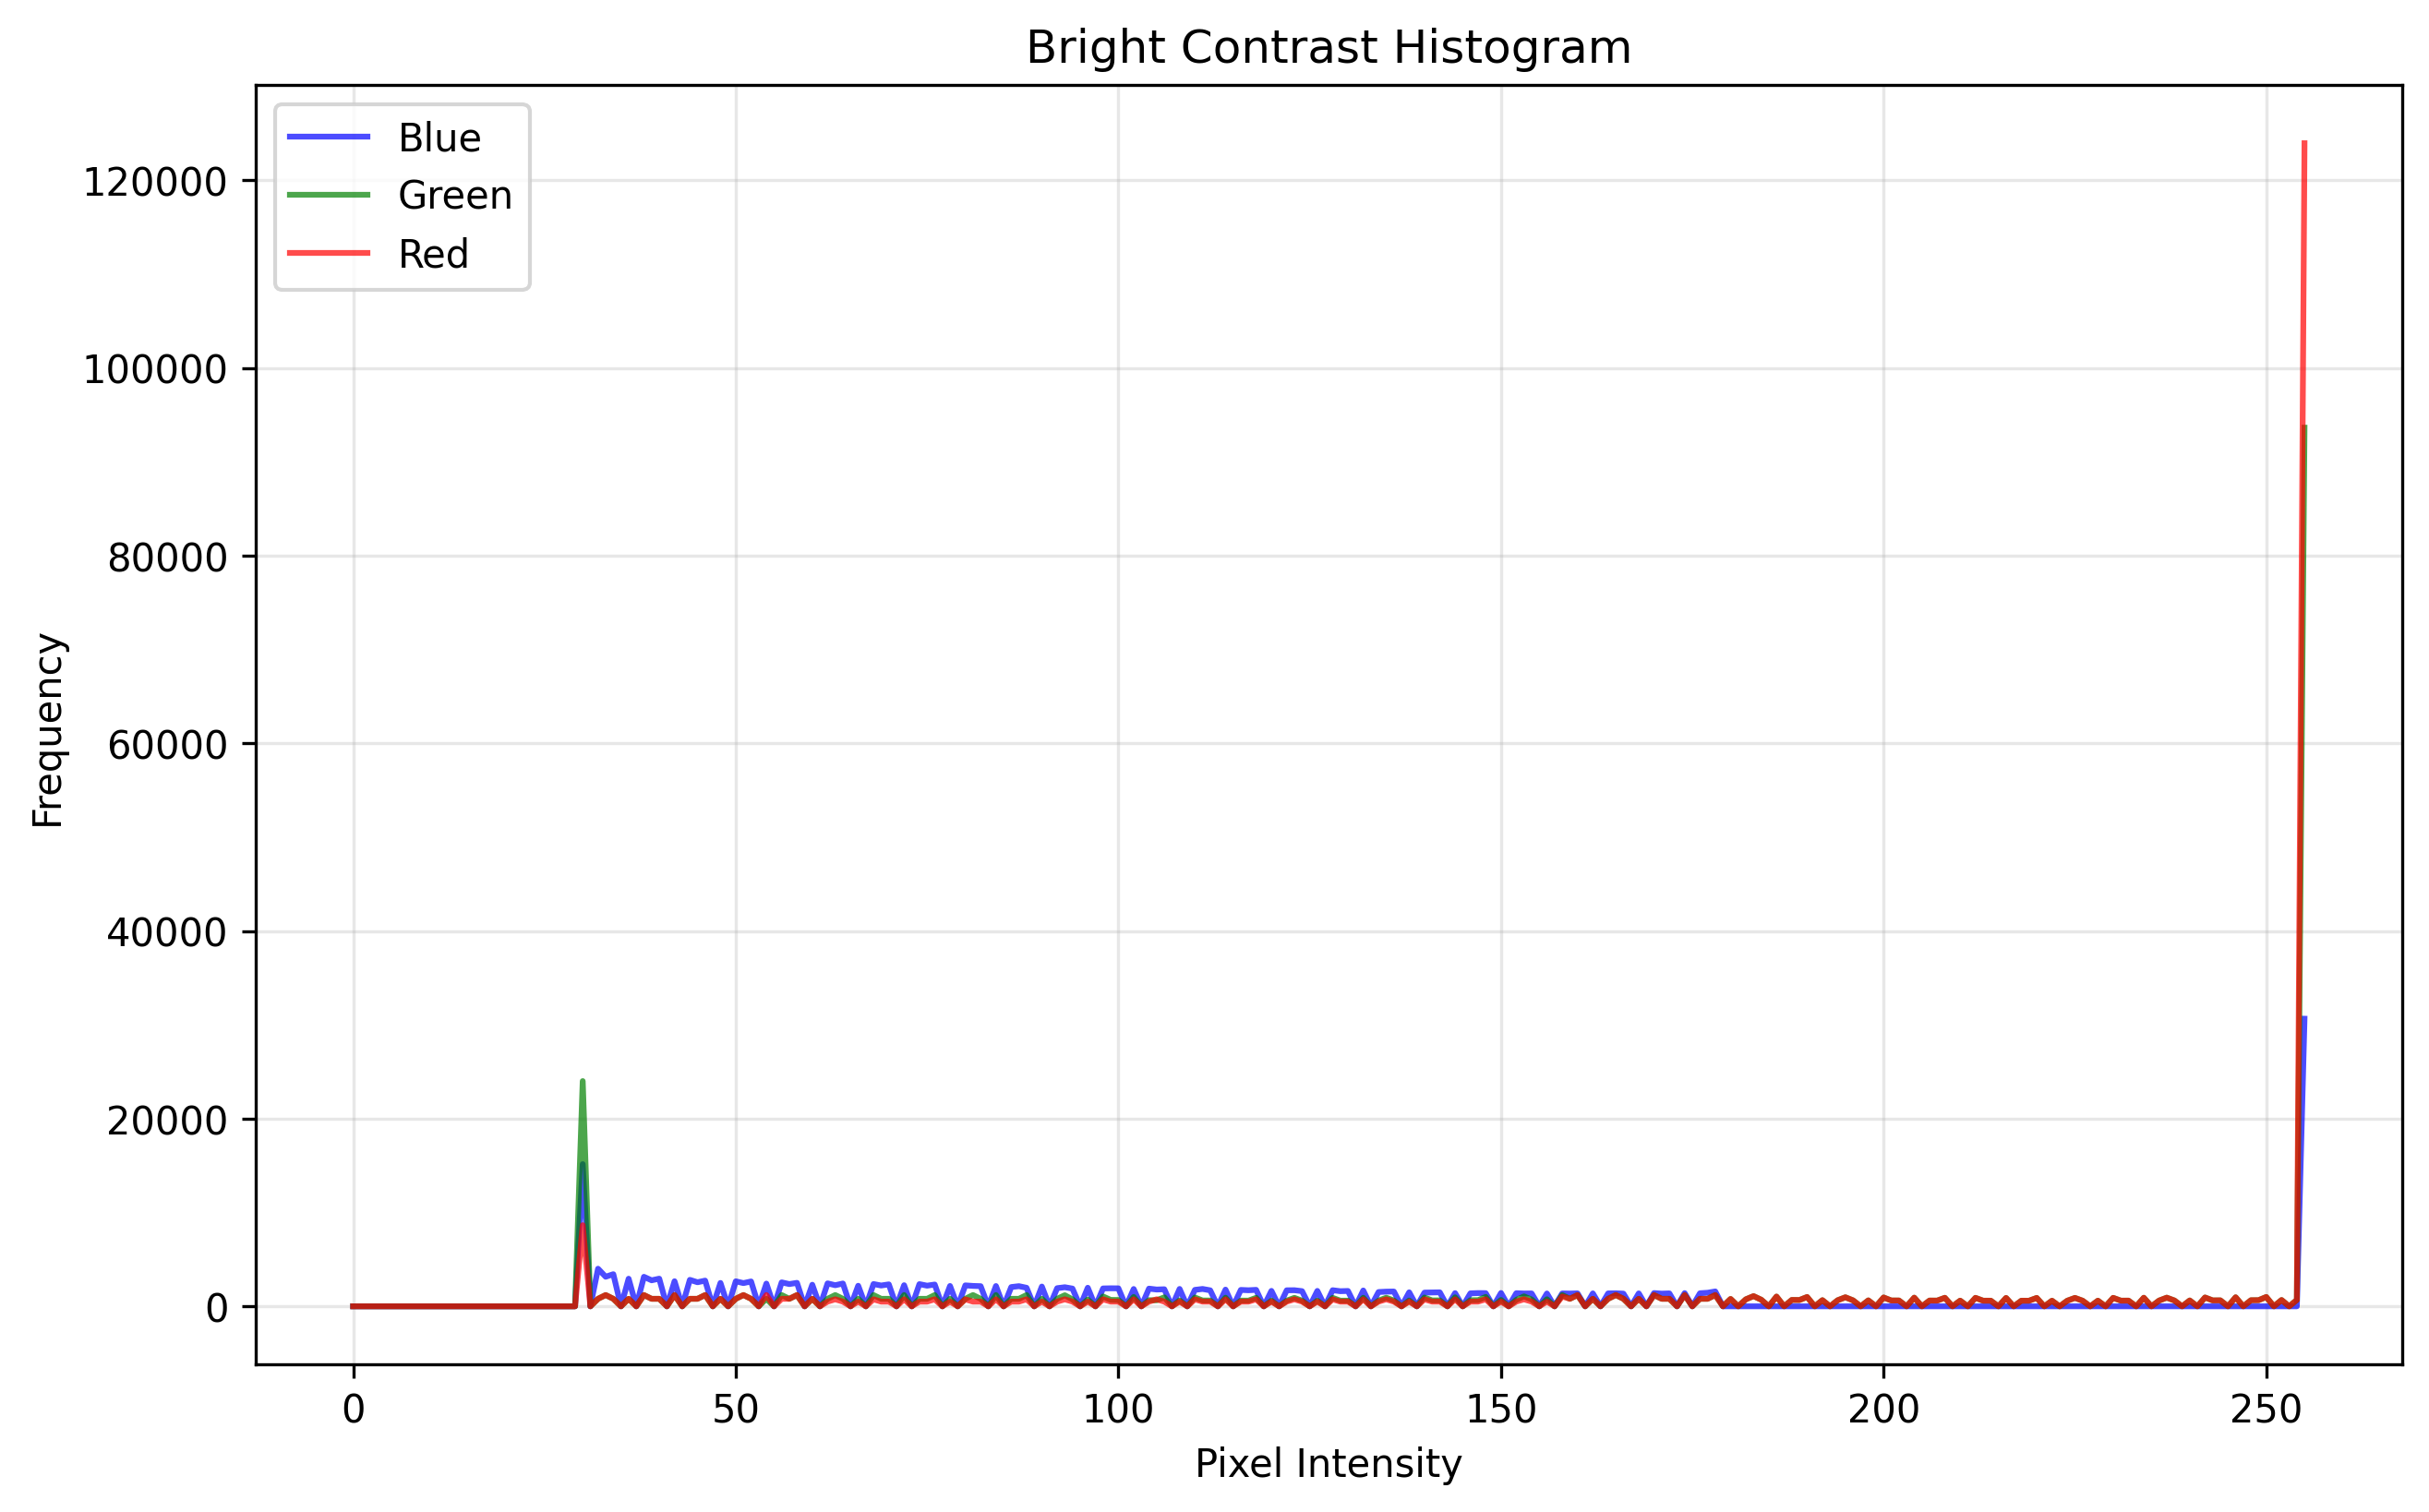 Bright Contrast Histogram
Blue
Green
Red
120000
100000
80000
60000
40000
20000
0
Frequency
0 50 100 150 200 250
Pixel Intensity